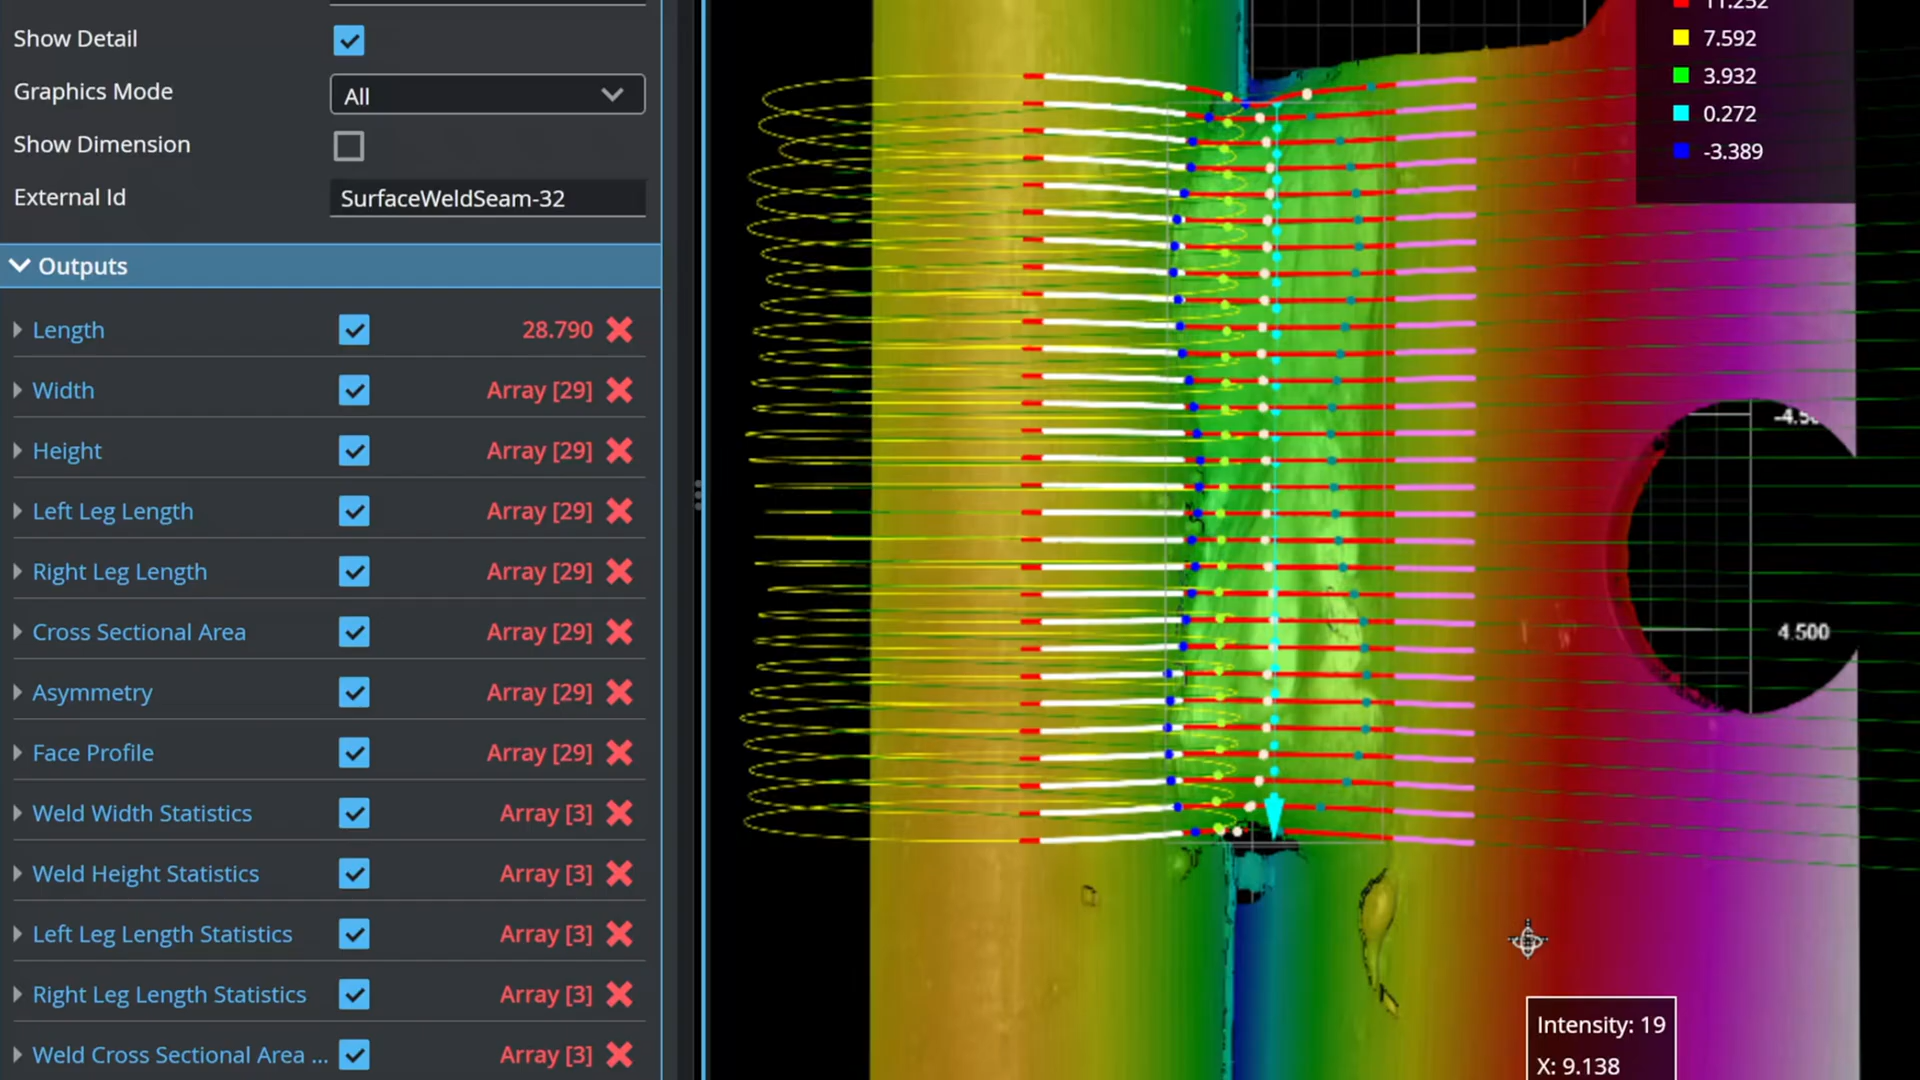 Show Detail
Graphics Mode
All
Show Dimension
External Id
SurfaceWeldSeam-32
Outputs
Length 28.790
Width Array [29]
Height Array [29]
Left Leg Length Array [29]
Right Leg Length Array [29]
Cross Sectional Area Array [29]
Asymmetry Array [29]
Face Profile Array [29]
Weld Width Statistics Array [3]
Weld Height Statistics Array [3]
Left Leg Length Statistics Array [3]
Right Leg Length Statistics Array [3]
Weld Cross Sectional Area ... Array [3]
11.252
7.592
3.932
0.272
-3.389
4.500
Intensity: 19
X: 9.138